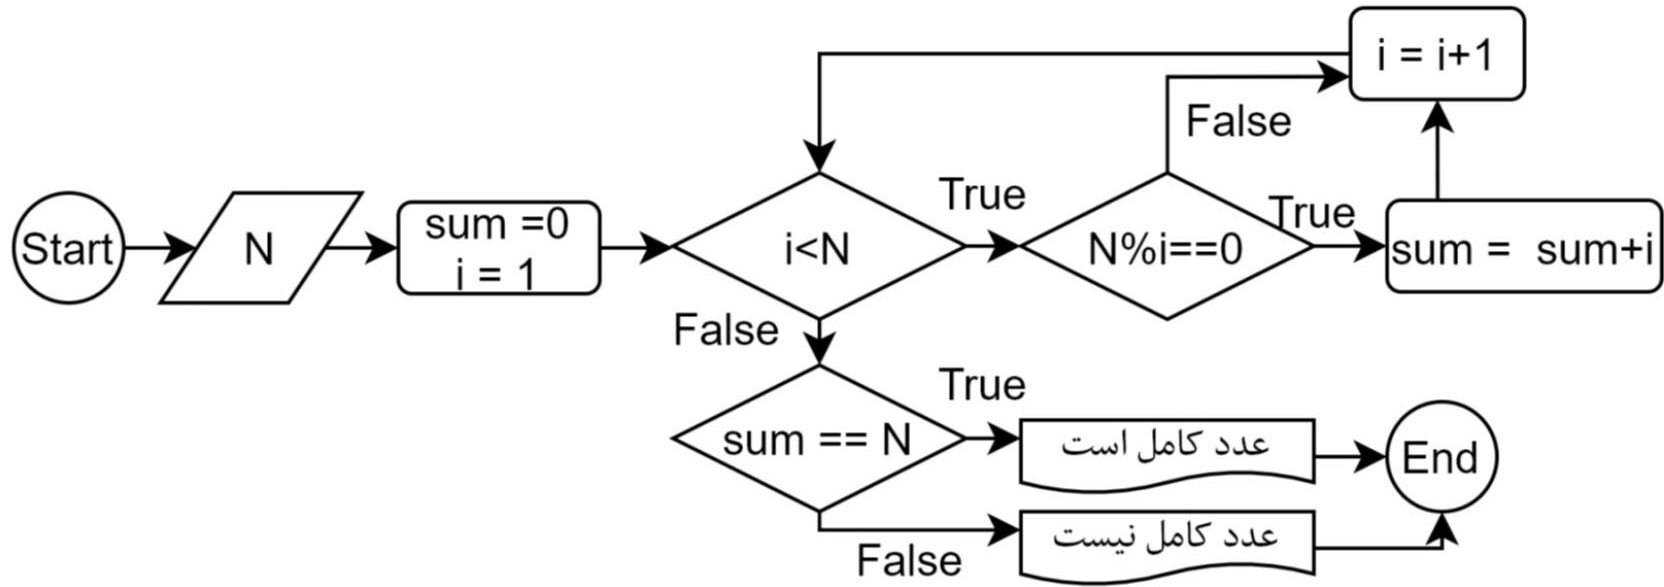 Start
N
sum =0
i = 1
i<N
True
N%i==0
False
i = i+1
True
sum = sum+i
False
sum == N
True
عدد کامل است
End
False
عدد کامل نیست